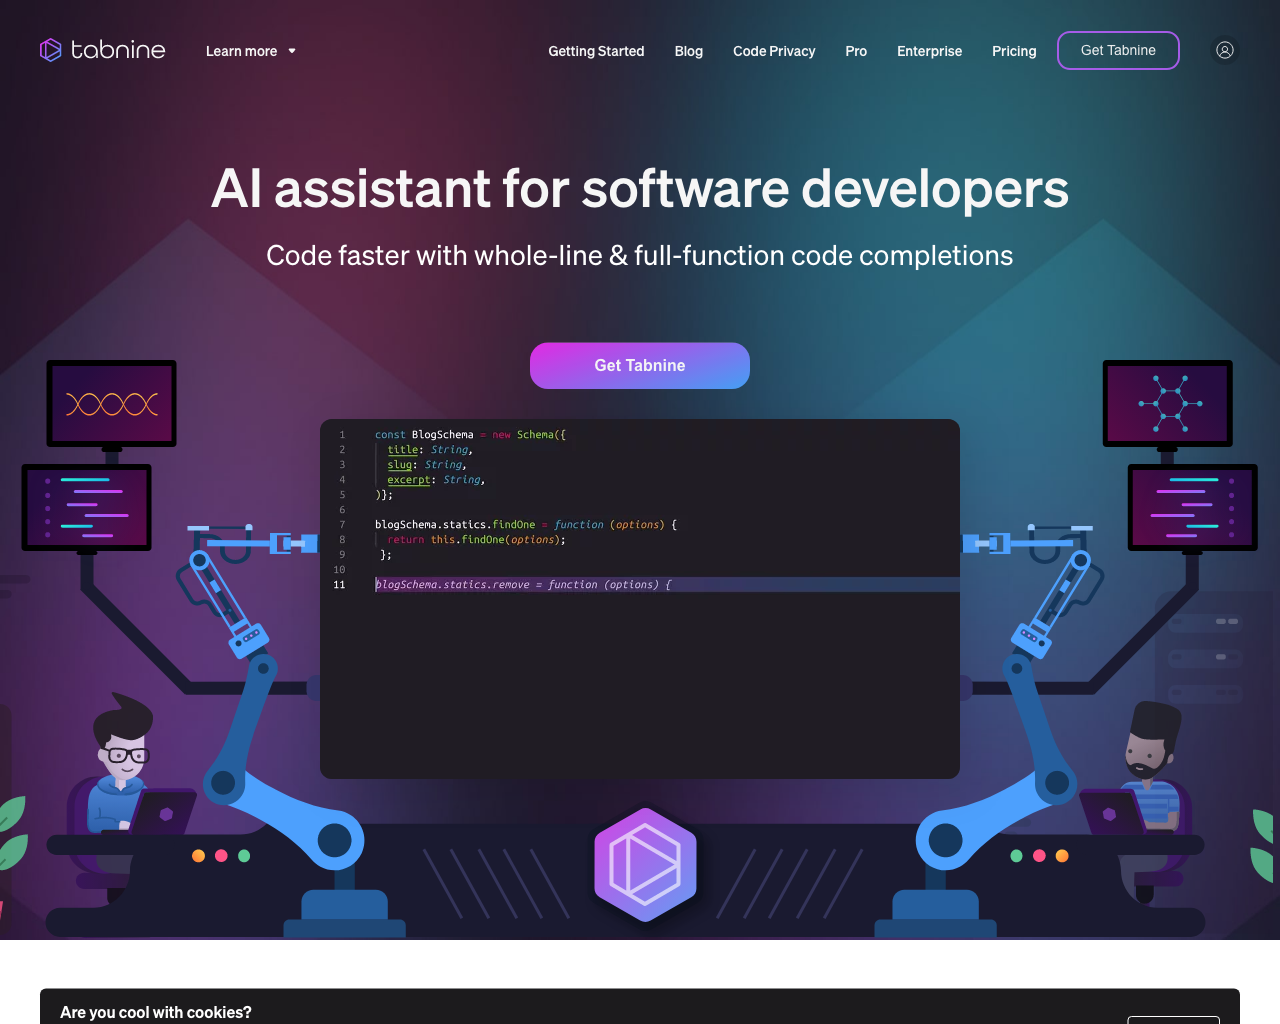 tabnine
Learn more
Getting Started
Blog
Code Privacy
Pro
Enterprise
Pricing
Get Tabnine
AI assistant for software developers
Code faster with whole-line & full-function code completions
Get Tabnine
1 const BlogSchema = new Schema({
2 title: String,
3 slug: String,
4 excerpt: String,
5 )};
6
7 blogSchema.statics.findOne = function (options) {
8 return this.findOne(options);
9 };
10
11 blogSchema.statics.remove = function (options) {
Are you cool with cookies?